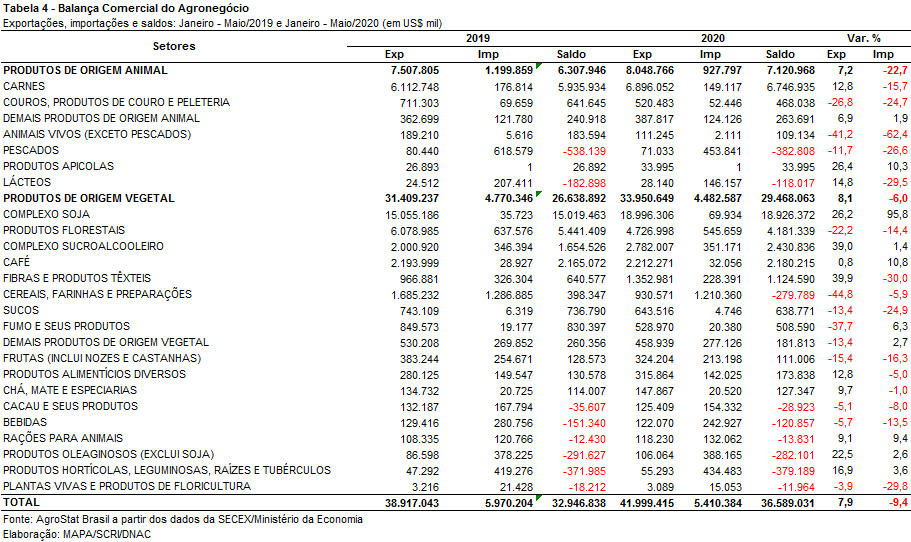 Tabela 4 - Balança Comercial do Agronegócio
Exportações, importações e saldos: Janeiro - Maio/2019 e Janeiro - Maio/2020 (em US$ mil)
Setores 2019 2020 Var. %
Exp Imp Saldo Exp Imp Saldo Exp Imp
PRODUTOS DE ORIGEM ANIMAL 7.507.805 1.199.859 6.307.946 8.048.766 927.797 7.120.968 7,2 -22,7
CARNES 6.112.748 176.814 5.935.934 6.896.052 149.117 6.746.935 12,8 -15,7
COUROS, PRODUTOS DE COURO E PELETERIA 711.303 69.659 641.645 520.483 52.446 468.038 -26,8 -24,7
DEMAIS PRODUTOS DE ORIGEM ANIMAL 362.699 121.780 240.918 387.817 124.126 263.691 6,9 1,9
ANIMAIS VIVOS (EXCETO PESCADOS) 189.210 5.616 183.594 111.245 2.111 109.134 -41,2 -62,4
PESCADOS 80.440 618.579 -538.139 71.033 453.841 -382.808 -11,7 -26,6
PRODUTOS APICOLAS 26.893 1 26.892 33.995 1 33.995 26,4 10,3
LÁCTEOS 24.512 207.411 -182.898 28.140 146.157 -118.017 14,8 -29,5
PRODUTOS DE ORIGEM VEGETAL 31.409.237 4.770.346 26.638.892 33.950.649 4.482.587 29.468.063 8,1 -6,0
COMPLEXO SOJA 15.055.186 35.723 15.019.463 18.996.306 69.934 18.926.372 26,2 95,8
PRODUTOS FLORESTAIS 6.078.985 637.576 5.441.409 4.726.998 545.659 4.181.339 -22,2 -14,4
COMPLEXO SUCROALCOOLEIRO 2.000.920 346.394 1.654.526 2.782.007 351.171 2.430.836 39,0 1,4
CAFÉ 2.193.999 28.927 2.165.072 2.212.271 32.056 2.180.215 0,8 10,8
FIBRAS E PRODUTOS TÊXTEIS 966.881 326.304 640.577 1.352.981 228.391 1.124.590 39,9 -30,0
CEREAIS, FARINHAS E PREPARAÇÕES 1.685.232 1.286.885 398.347 930.571 1.210.360 -279.789 -44,8 -5,9
SUCOS 743.109 6.319 736.790 643.516 4.746 638.771 -13,4 -24,9
FUMO E SEUS PRODUTOS 849.573 19.177 830.397 528.970 20.380 508.590 -37,7 6,3
DEMAIS PRODUTOS DE ORIGEM VEGETAL 530.208 269.852 260.356 458.939 277.126 181.813 -13,4 2,7
FRUTAS (INCLUI NOZES E CASTANHAS) 383.244 254.671 128.573 324.204 213.198 111.006 -15,4 -16,3
PRODUTOS ALIMENTÍCIOS DIVERSOS 280.125 149.547 130.578 315.864 142.025 173.838 12,8 -5,0
CHÁ, MATE E ESPECIARIAS 134.732 20.725 114.007 147.867 20.520 127.347 9,7 -1,0
CACAU E SEUS PRODUTOS 132.187 167.794 -35.607 125.409 154.332 -28.923 -5,1 -8,0
BEBIDAS 129.416 280.756 -151.340 122.070 242.927 -120.857 -5,7 -13,5
RAÇÕES PARA ANIMAIS 108.335 120.766 -12.430 118.230 132.062 -13.831 9,1 9,4
PRODUTOS OLEAGINOSOS (EXCLUI SOJA) 86.598 378.225 -291.627 106.064 388.165 -282.101 22,5 2,6
PRODUTOS HORTÍCOLAS, LEGUMINOSAS, RAÍZES E TUBÉRCULOS 47.292 419.276 -371.985 55.293 434.483 -379.189 16,9 3,6
PLANTAS VIVAS E PRODUTOS DE FLORICULTURA 3.216 21.428 -18.212 3.089 15.053 -11.964 -3,9 -29,8
TOTAL 38.917.043 5.970.204 32.946.838 41.999.415 5.410.384 36.589.031 7,9 -9,4
Fonte: AgroStat Brasil a partir dos dados da SECEX/Ministério da Economia
Elaboração: MAPA/SCRI/DNAC